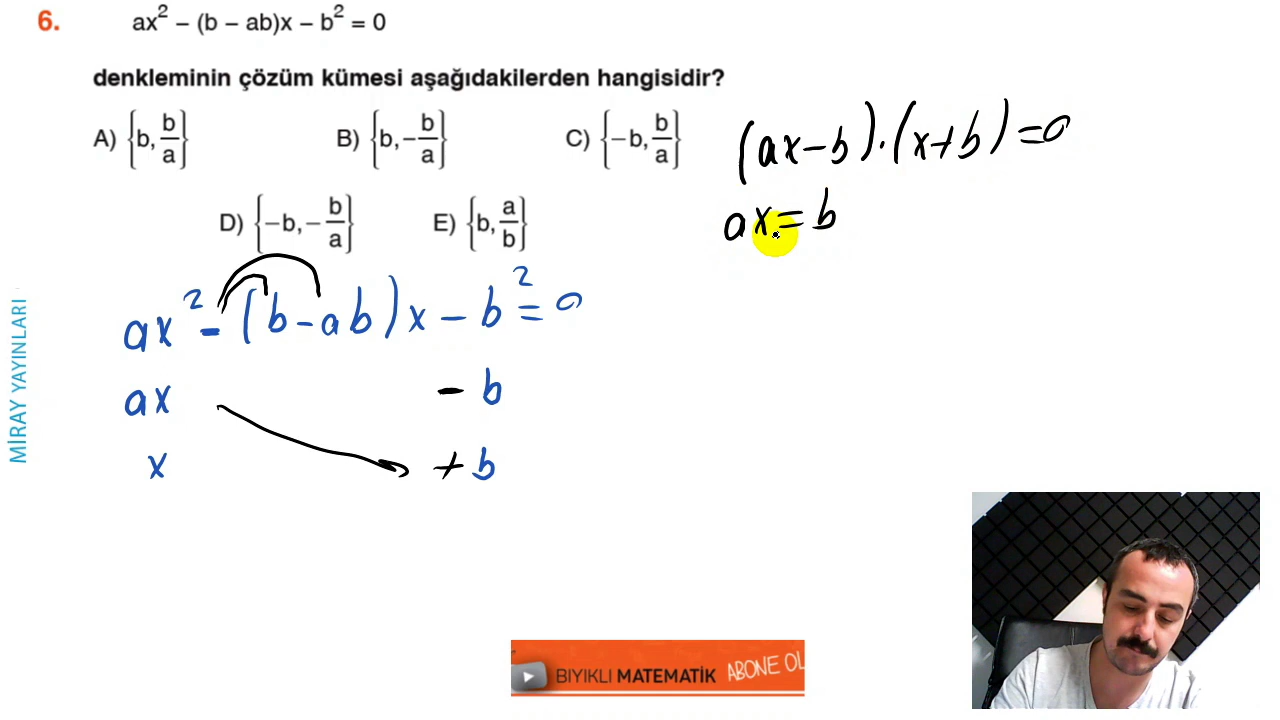 6. ax² − (b − ab)x − b² = 0
denkleminin çözüm kümesi aşağıdakilerden hangisidir?
A) {b, b/a} B) {b, −b/a} C) {−b, b/a}
D) {−b, −b/a} E) {b, a/b}
(ax−b).(x+b)=0
ax=b
ax² − (b−ab)x − b² = 0
ax − b
x + b
MİRAY YAYINLARI
BIYIKLI MATEMATİK ABONE OL